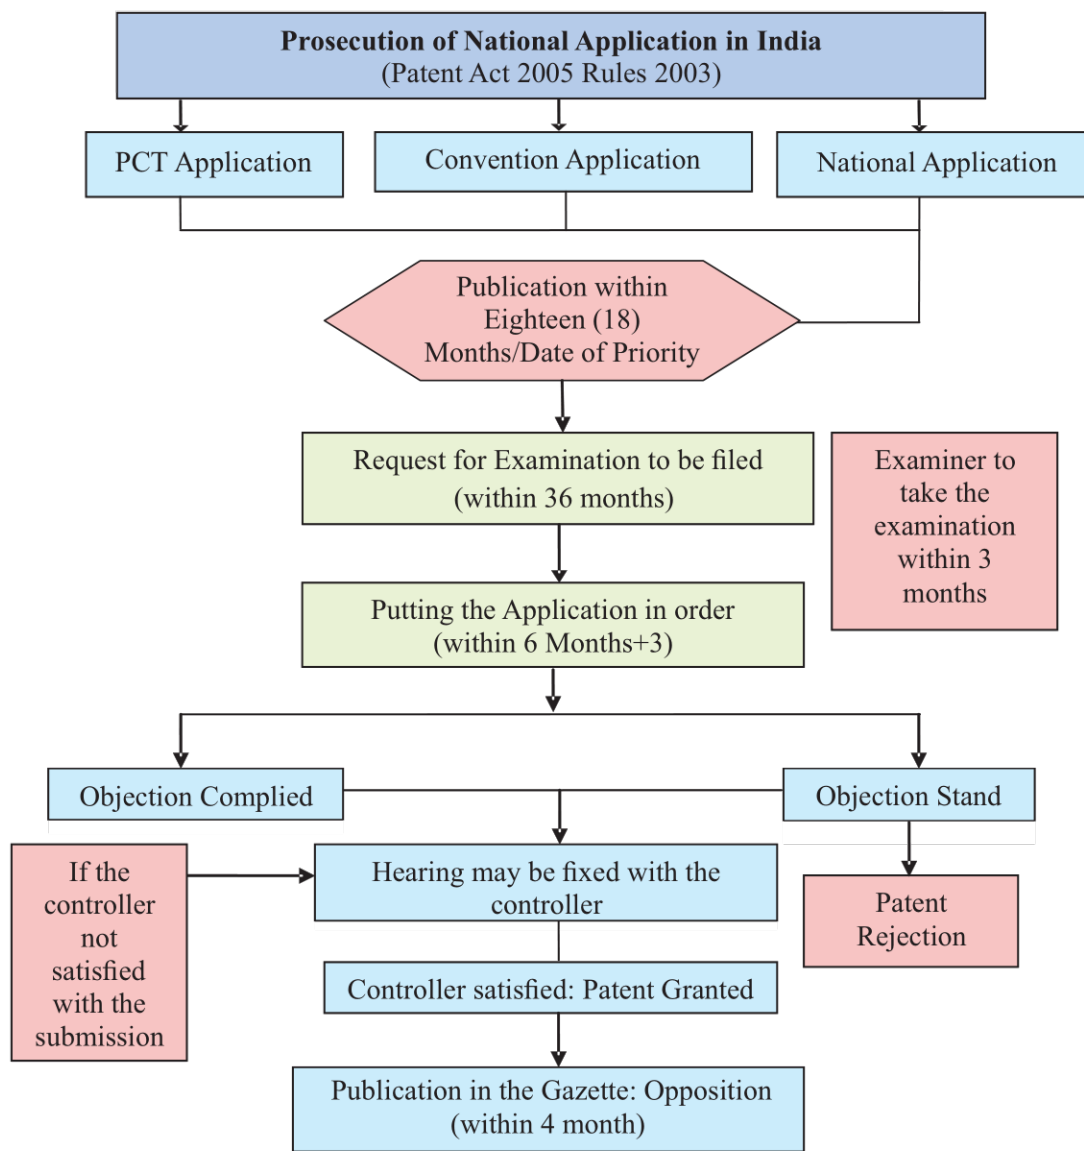 Prosecution of National Application in India
(Patent Act 2005 Rules 2003)
PCT Application
Convention Application
National Application
Publication within
Eighteen (18)
Months/Date of Priority
Request for Examination to be filed
(within 36 months)
Examiner to
take the
examination
within 3
months
Putting the Application in order
(within 6 Months+3)
Objection Complied
Objection Stand
If the
controller
not
satisfied
with the
submission
Hearing may be fixed with the
controller
Patent
Rejection
Controller satisfied: Patent Granted
Publication in the Gazette: Opposition
(within 4 month)